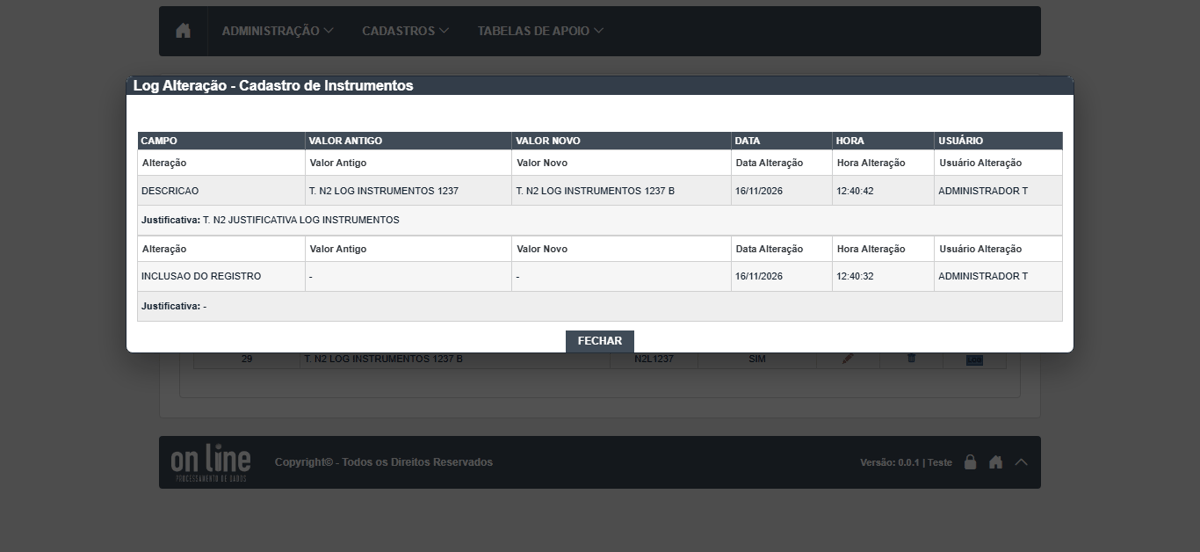 ADMINISTRAÇÃO CADASTROS TABELAS DE APOIO
Log Alteração - Cadastro de Instrumentos
CAMPO VALOR ANTIGO VALOR NOVO DATA HORA USUÁRIO
Alteração Valor Antigo Valor Novo Data Alteração Hora Alteração Usuário Alteração
DESCRICAO T. N2 LOG INSTRUMENTOS 1237 T. N2 LOG INSTRUMENTOS 1237 B 16/11/2026 12:40:42 ADMINISTRADOR T
Justificativa: T. N2 JUSTIFICATIVA LOG INSTRUMENTOS
Alteração Valor Antigo Valor Novo Data Alteração Hora Alteração Usuário Alteração
INCLUSAO DO REGISTRO - - 16/11/2026 12:40:32 ADMINISTRADOR T
Justificativa: -
FECHAR
29 T. N2 LOG INSTRUMENTOS 1237 B N2L1237 SIM
on line
PROCESSAMENTO DE DADOS
Copyright© - Todos os Direitos Reservados
Versão: 0.0.1 | Teste